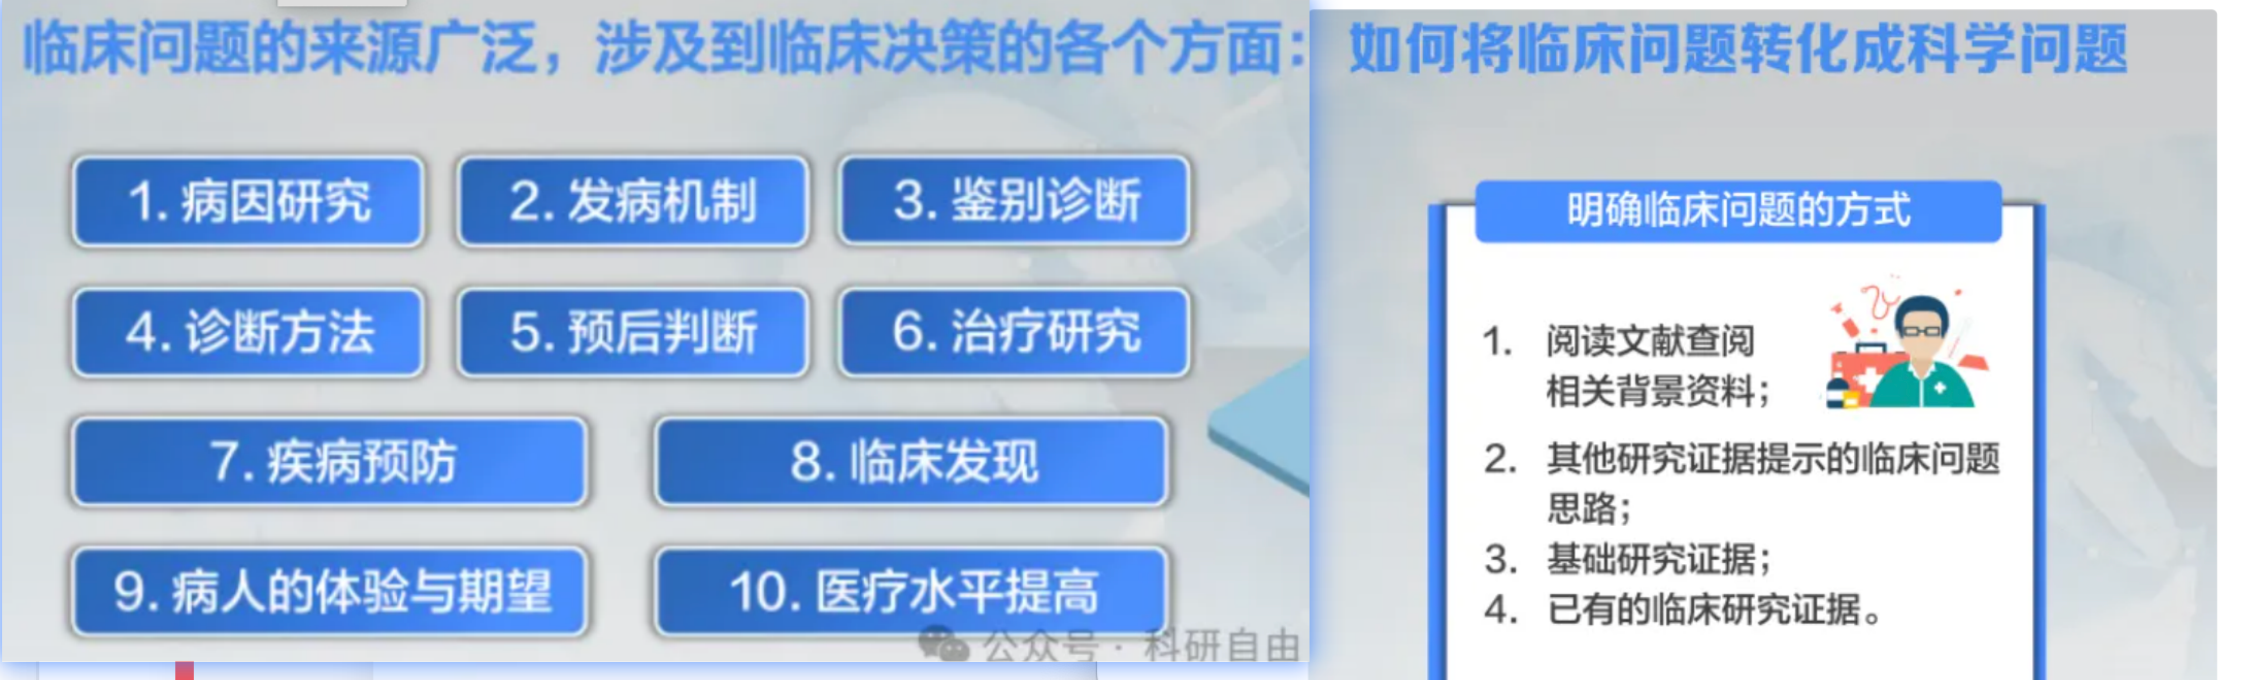 临床问题的来源广泛，涉及到临床决策的各个方面：
1. 病因研究
2. 发病机制
3. 鉴别诊断
4. 诊断方法
5. 预后判断
6. 治疗研究
7. 疾病预防
8. 临床发现
9. 病人的体验与期望
10. 医疗水平提高
公众号 · 科研自由
如何将临床问题转化成科学问题
明确临床问题的方式
1. 阅读文献查阅
相关背景资料；
2. 其他研究证据提示的临床问题
思路；
3. 基础研究证据；
4. 已有的临床研究证据。